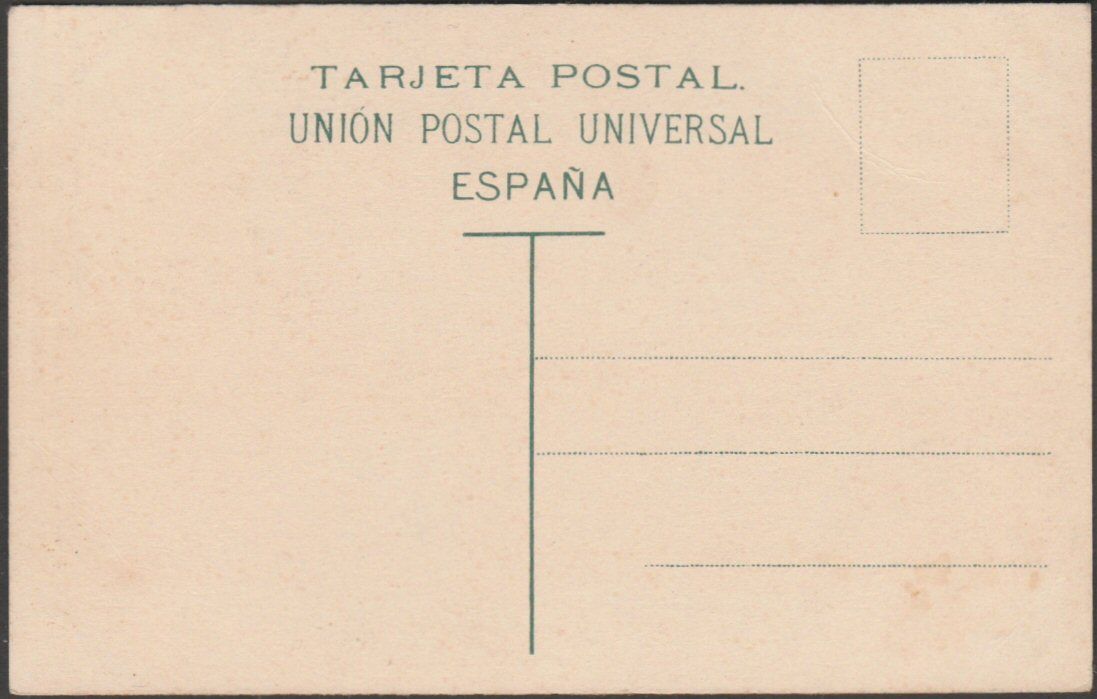 TARJETA POSTAL.
UNIÓN POSTAL UNIVERSAL
ESPAÑA